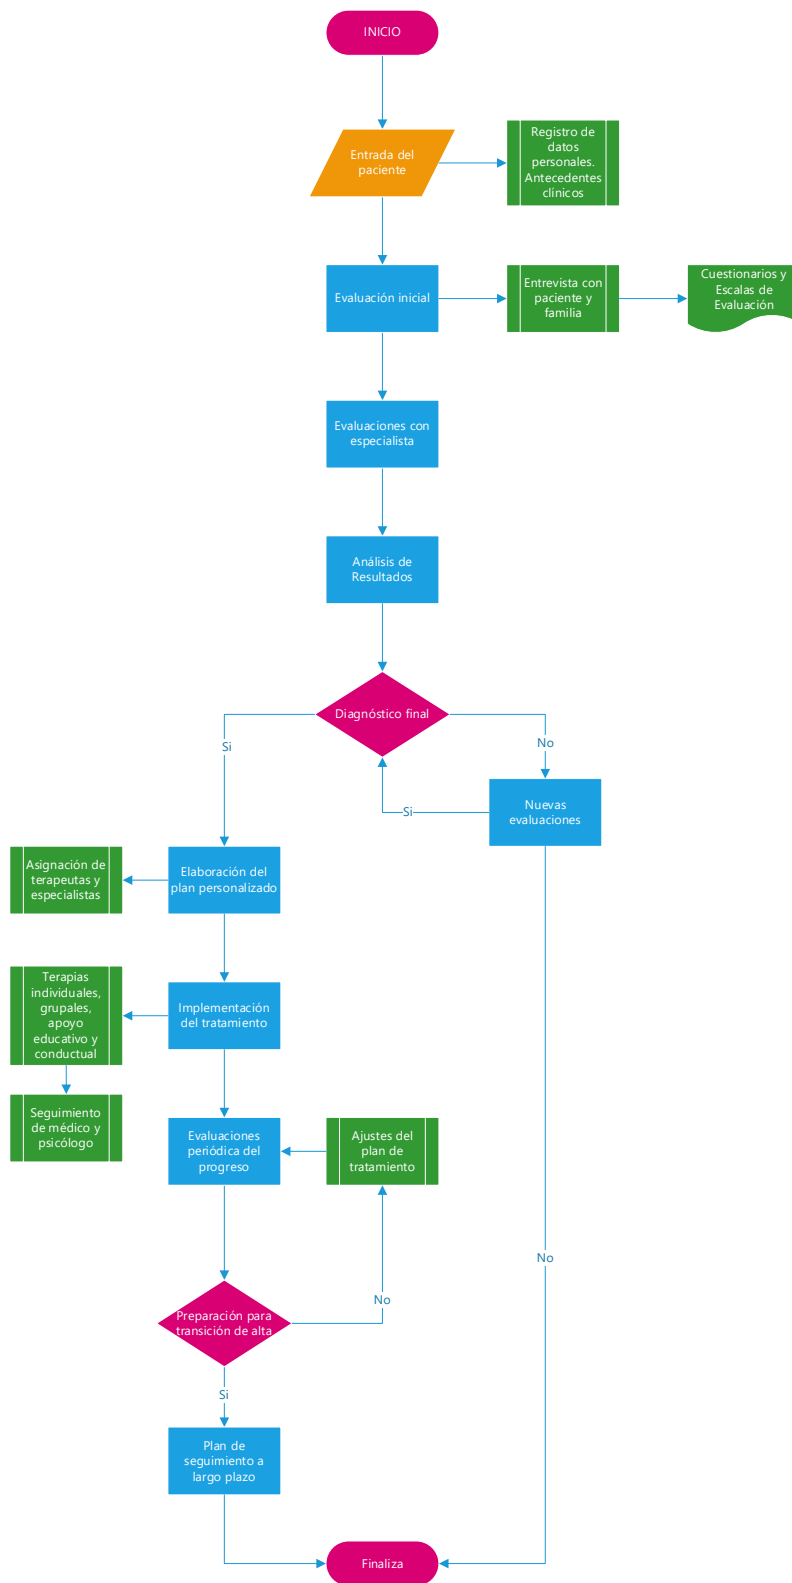 INICIO
Entrada del
paciente
Registro de
datos
personales.
Antecedentes
clínicos
Evaluación inicial
Entrevista con
paciente y
familia
Cuestionarios y
Escalas de
Evaluación
Evaluaciones con
especialista
Análisis de
Resultados
Diagnóstico final
Si
No
Nuevas
evaluaciones
Si
Elaboración del
plan personalizado
Asignación de
terapeutas y
especialistas
Implementación
del tratamiento
Terapias
individuales,
grupales,
apoyo
educativo y
conductual
Seguimiento
de médico y
psicólogo
Evaluaciones
periódica del
progreso
Ajustes del
plan de
tratamiento
No
No
Preparación para
transición de alta
Si
Plan de
seguimiento a
largo plazo
Finaliza